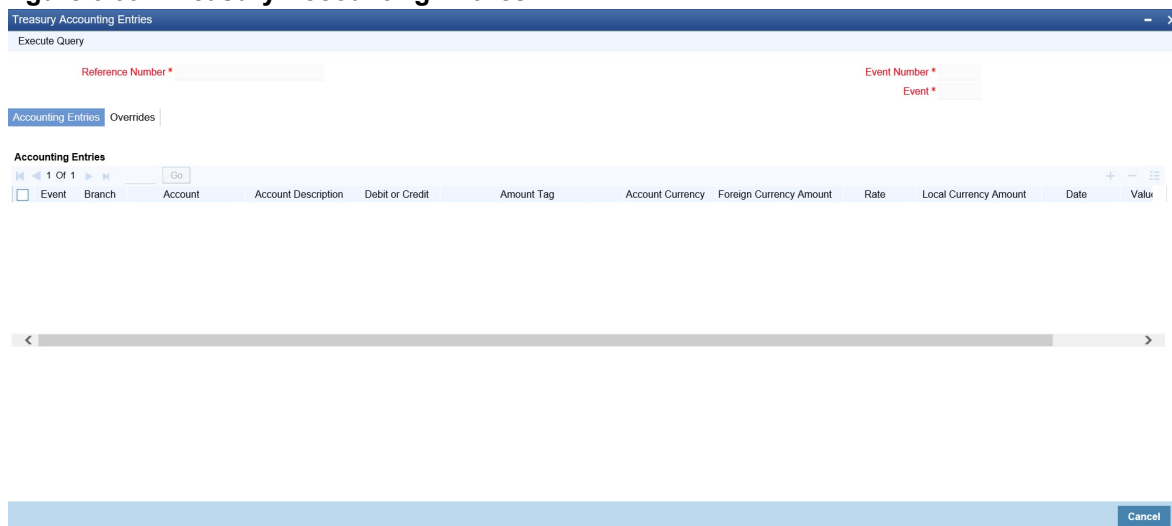 Treasury Accounting Entries
Execute Query
Reference Number *
Event Number *
Event *
Accounting Entries Overrides
Accounting Entries
1 Of 1 Go
Event Branch Account Account Description Debit or Credit Amount Tag Account Currency Foreign Currency Amount Rate Local Currency Amount Date
Cancel